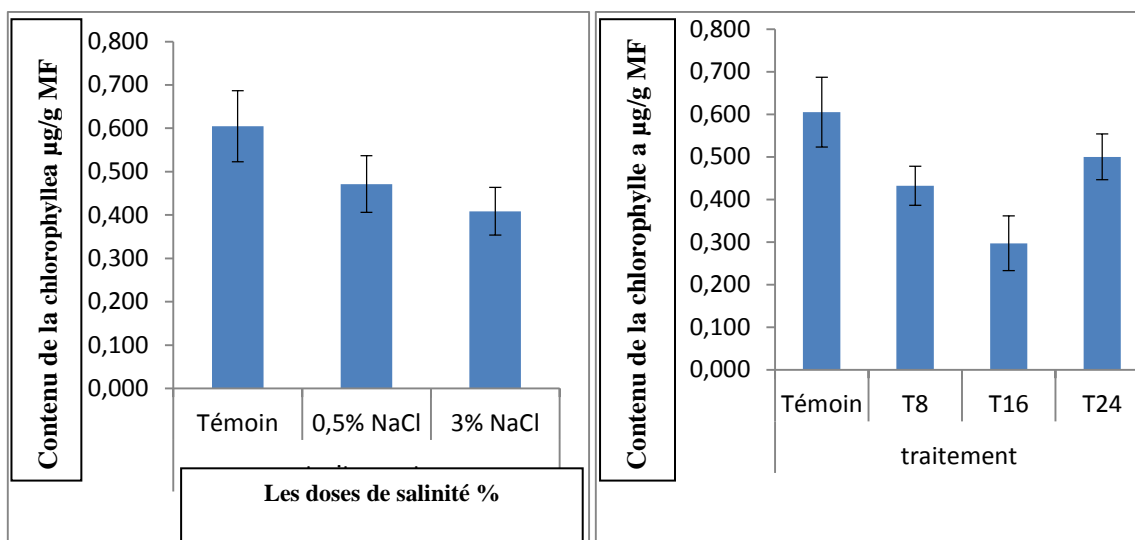 Contenu de la chlorophyllea µg/g MF
0,800
0,700
0,600
0,500
0,400
0,300
0,200
0,100
0,000
Témoin
0,5% NaCl
3% NaCl
Les doses de salinité %
Contenu de la chlorophylle a µg/g MF
0,800
0,700
0,600
0,500
0,400
0,300
0,200
0,100
0,000
Témoin
T8
T16
T24
traitement